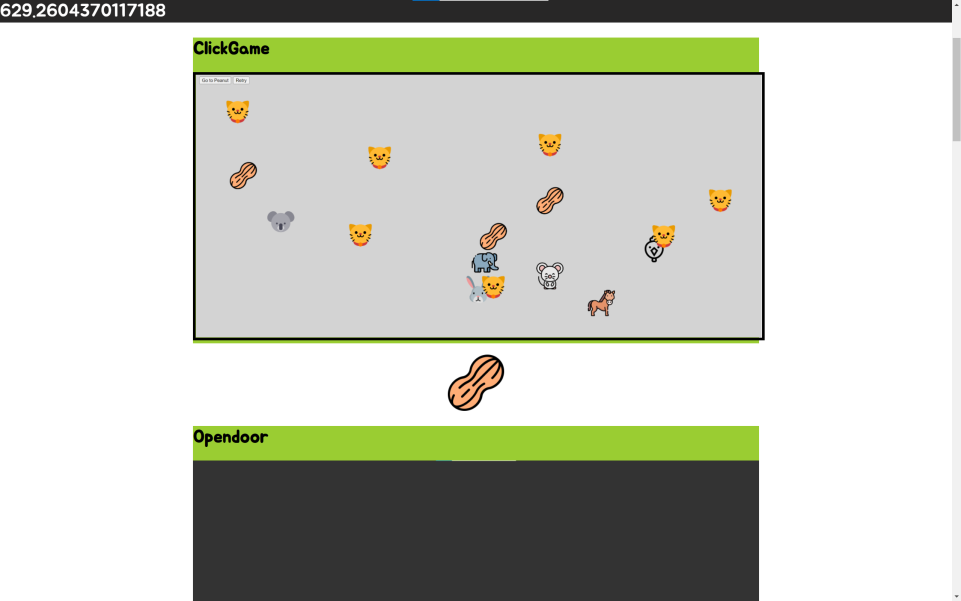 629.2604370117188
ClickGame
Go to Peanut Retry
Opendoor